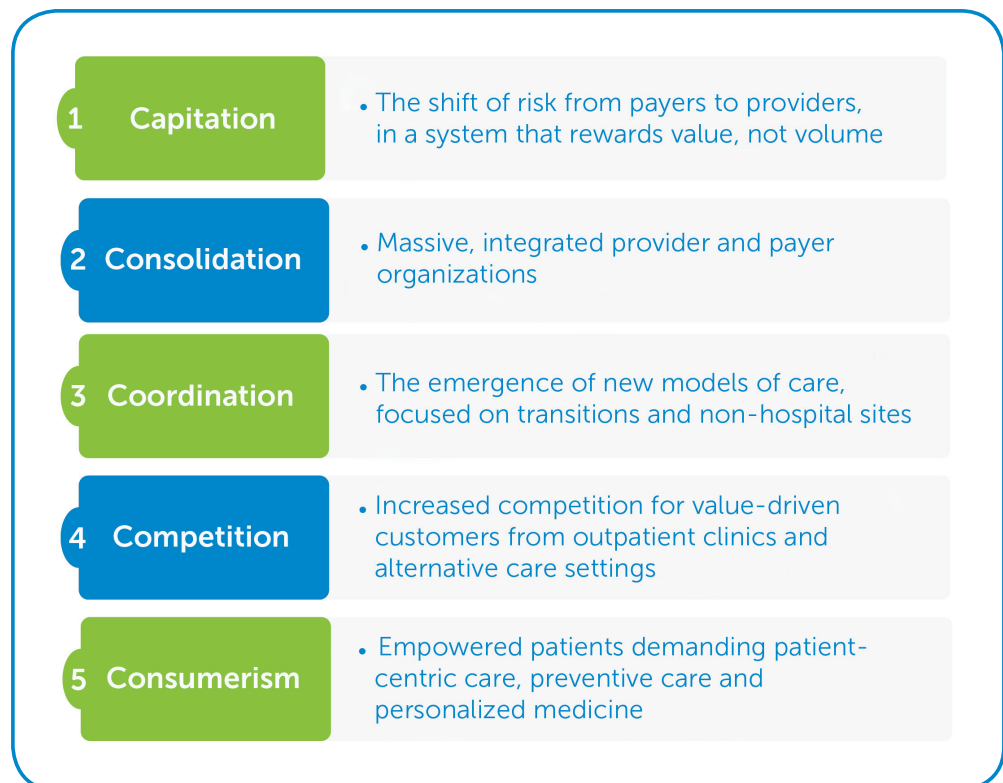 1 Capitation
• The shift of risk from payers to providers,
in a system that rewards value, not volume
2 Consolidation
• Massive, integrated provider and payer
organizations
3 Coordination
• The emergence of new models of care,
focused on transitions and non-hospital sites
4 Competition
• Increased competition for value-driven
customers from outpatient clinics and
alternative care settings
5 Consumerism
• Empowered patients demanding patient-
centric care, preventive care and
personalized medicine